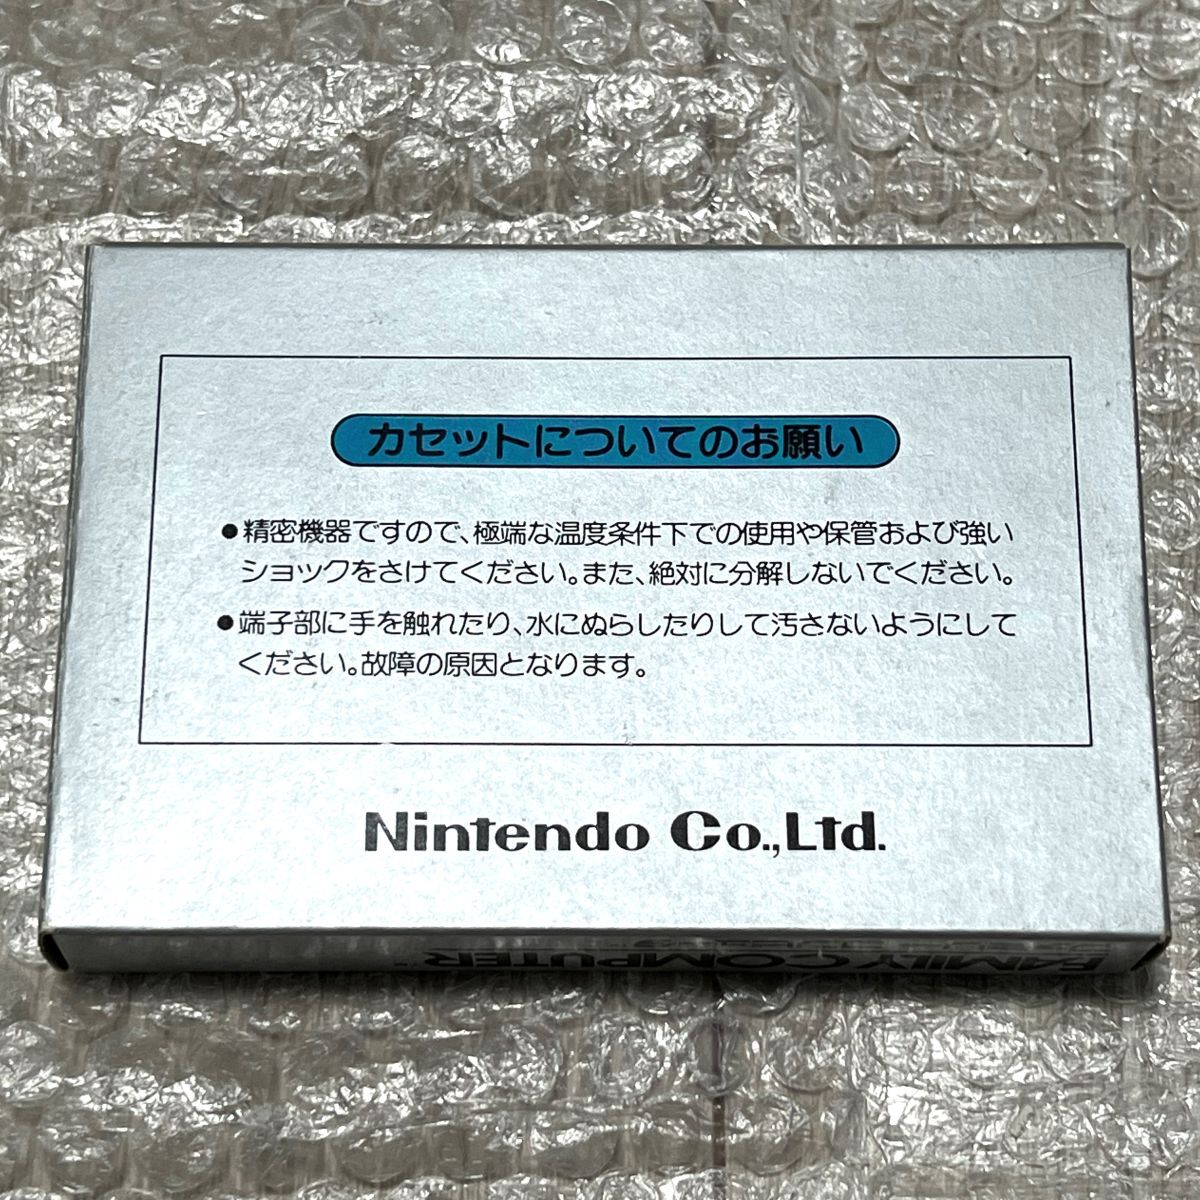 カセットについてのお願い
●精密機器ですので、極端な温度条件下での使用や保管および強い
ショックをさけてください。また、絶対に分解しないでください。
●端子部に手を触れたり、水にぬらしたりして汚さないようにして
ください。故障の原因となります。
Nintendo Co.,Ltd.
FAMILY COMPUTER™